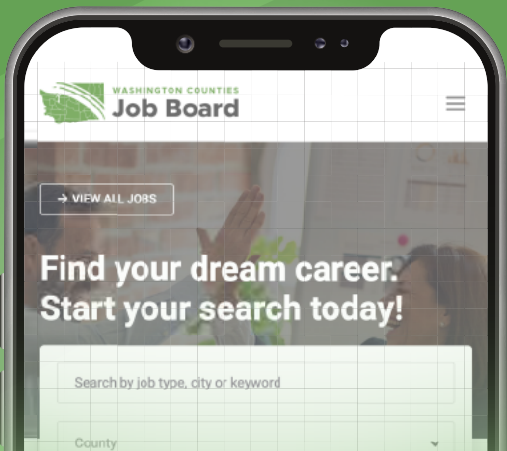 WASHINGTON COUNTIES
Job Board
→ VIEW ALL JOBS
Find your dream career.
Start your search today!
Search by job type, city or keyword
County